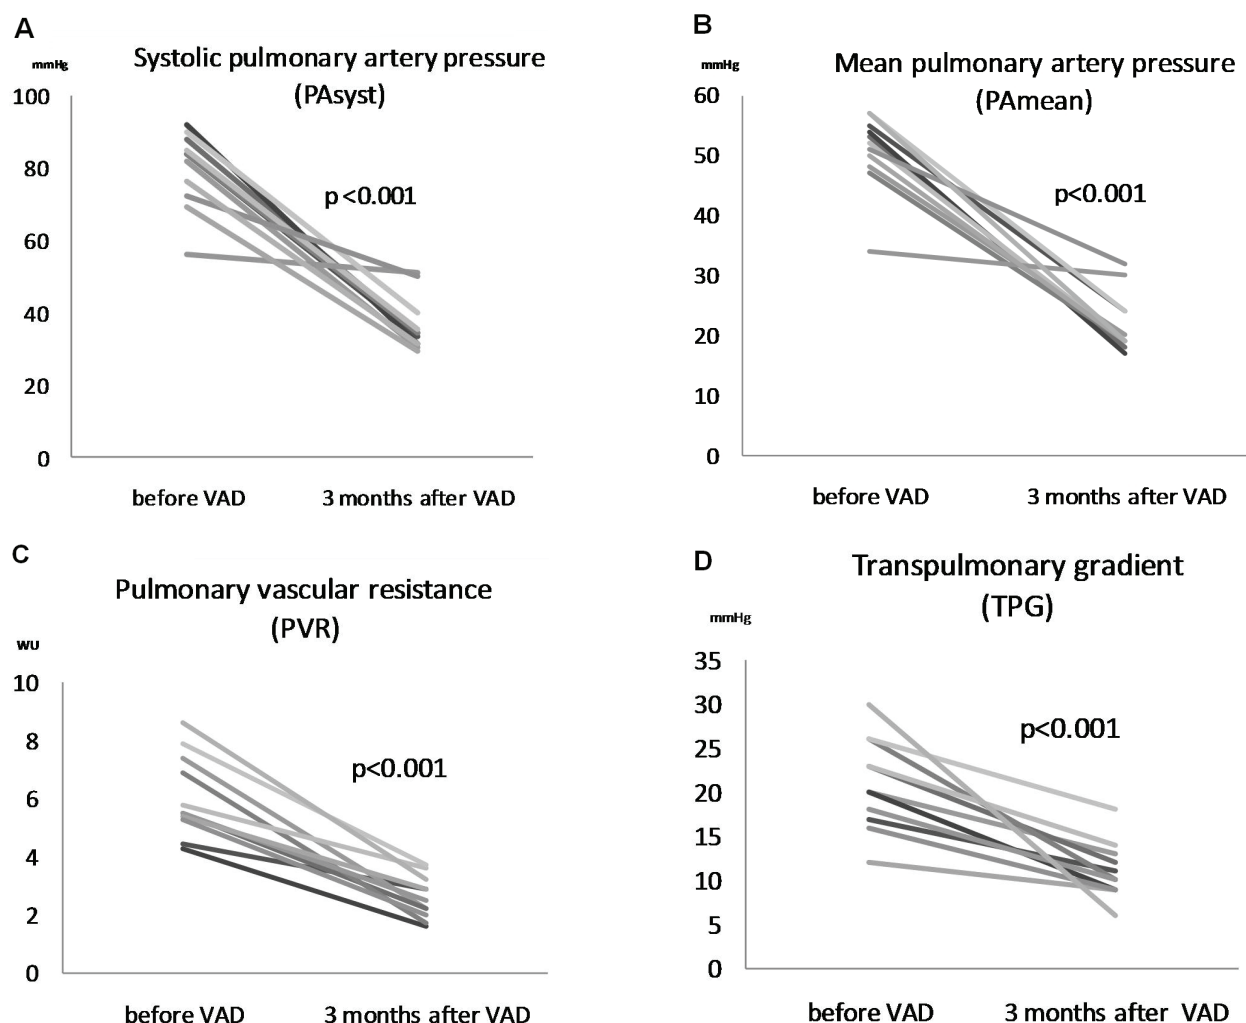 A
Systolic pulmonary artery pressure
(PAsyst)
mmHg
100
80
60
40
20
0
p <0.001
before VAD
3 months after VAD
B
Mean pulmonary artery pressure
(PAmean)
mmHg
60
50
40
30
20
10
0
p<0.001
before VAD
3 months after VAD
C
Pulmonary vascular resistance
(PVR)
WU
10
8
6
4
2
0
p<0.001
before VAD
3 months after VAD
D
Transpulmonary gradient
(TPG)
mmHg
35
30
25
20
15
10
5
0
p<0.001
before VAD
3 months after VAD